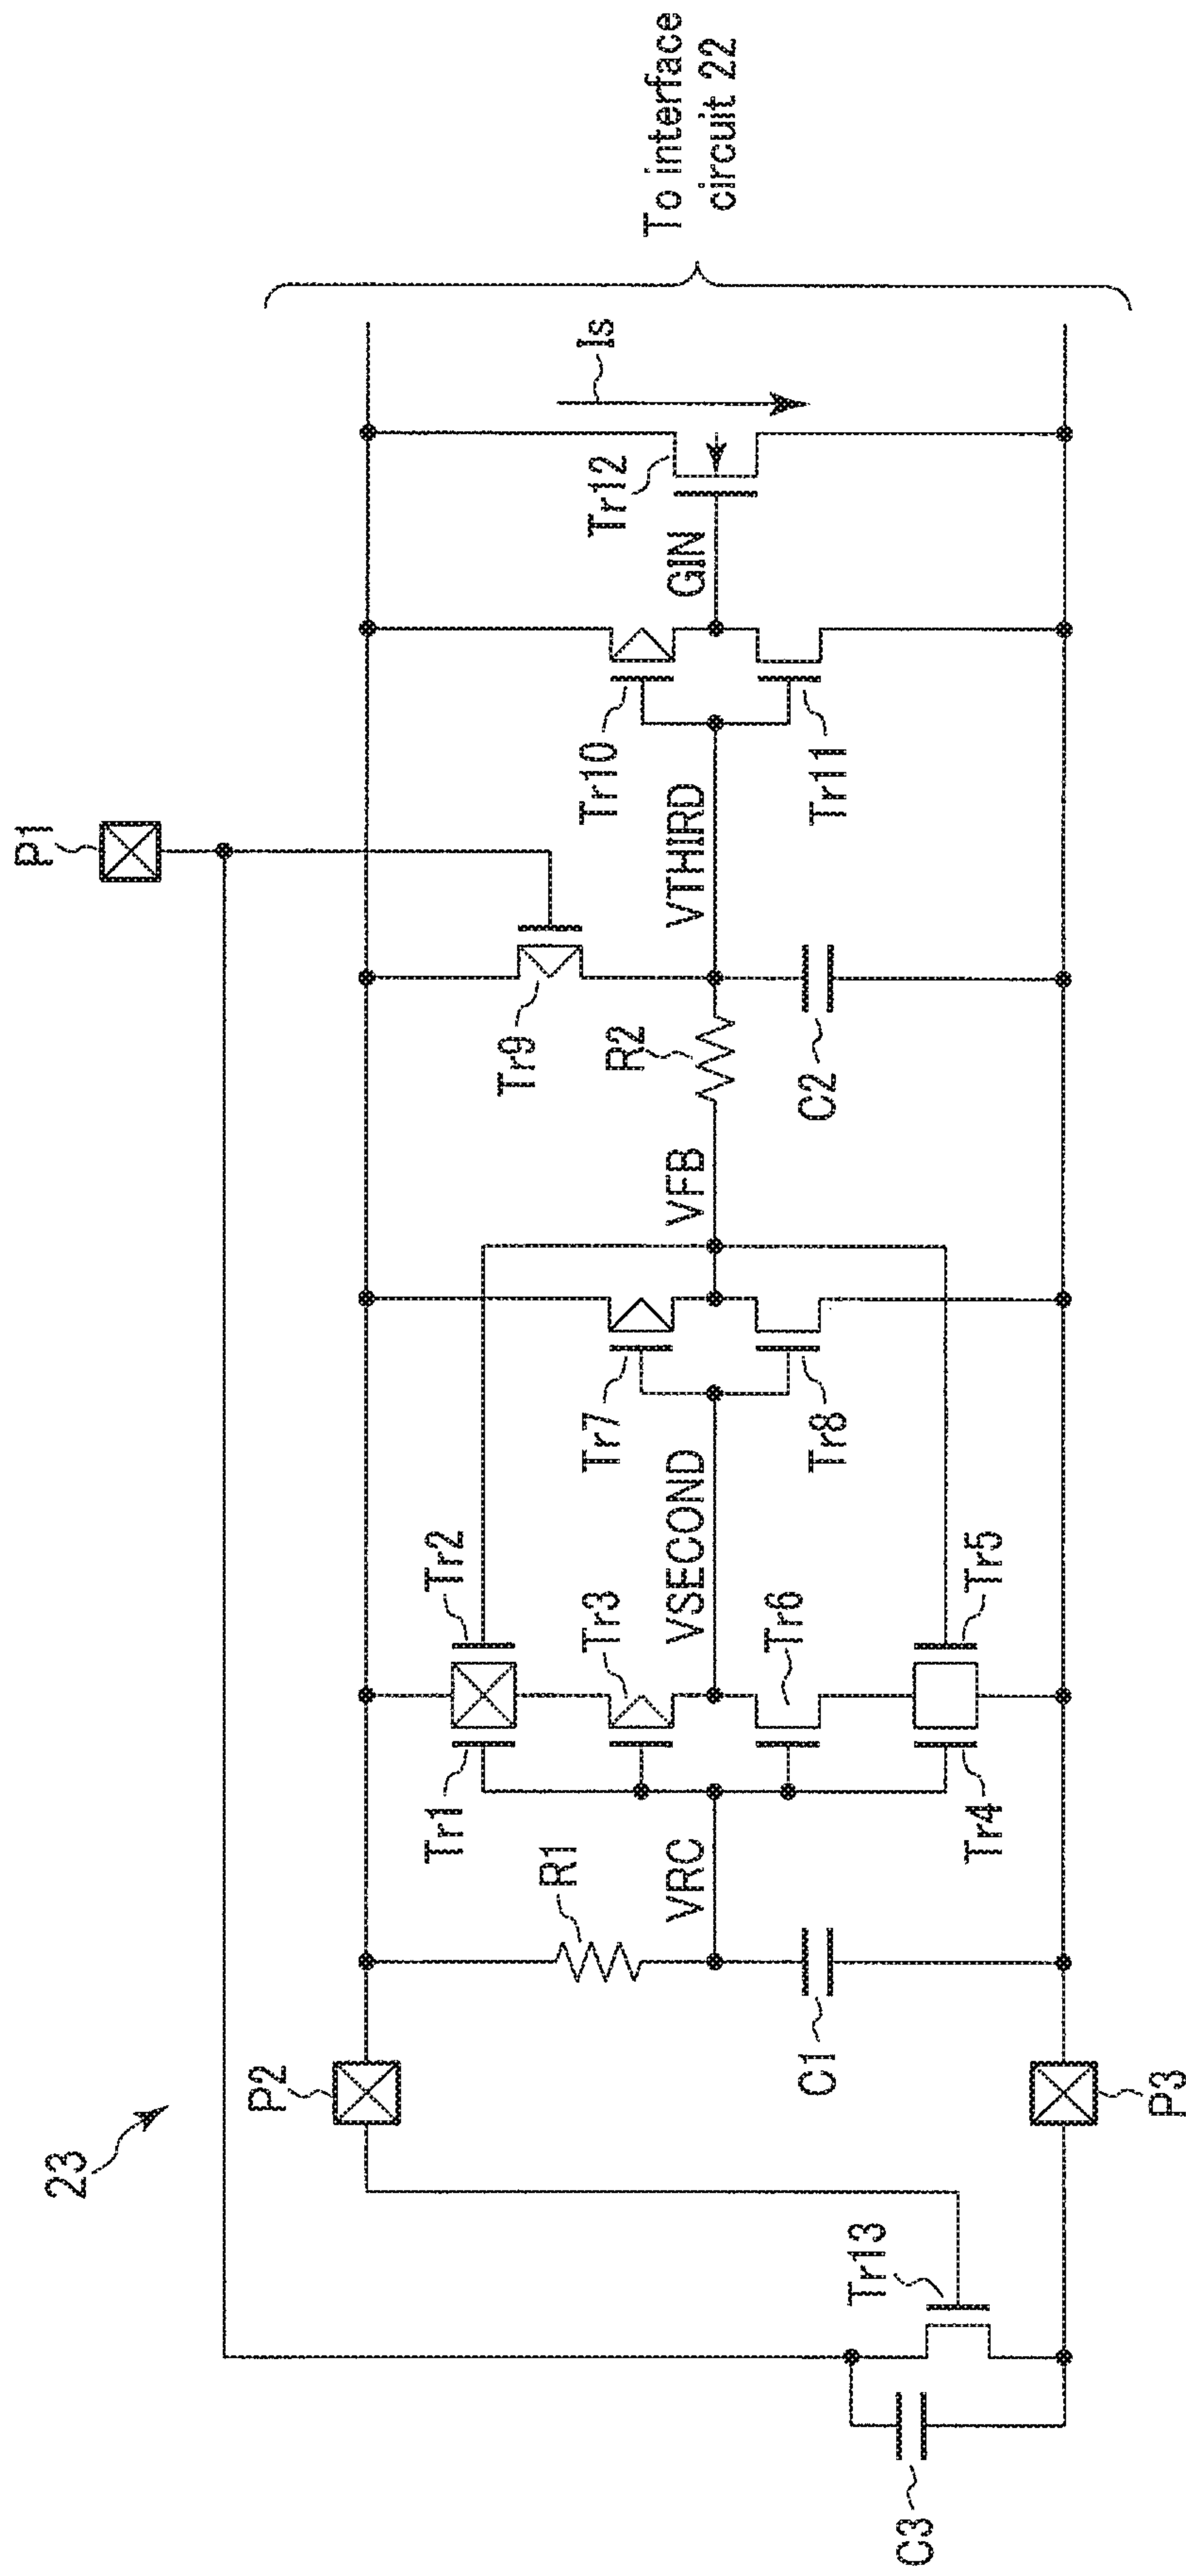 23
P1
P2
P3
C3
Tr13
C1
R1
VRC
Tr1
Tr2
Tr3
Tr4
Tr5
Tr6
VSECOND
Tr7
Tr8
VFB
R2
C2
Tr9
VTHIRD
Tr10
Tr11
GIN
Tr12
Is
To interface
circuit 22